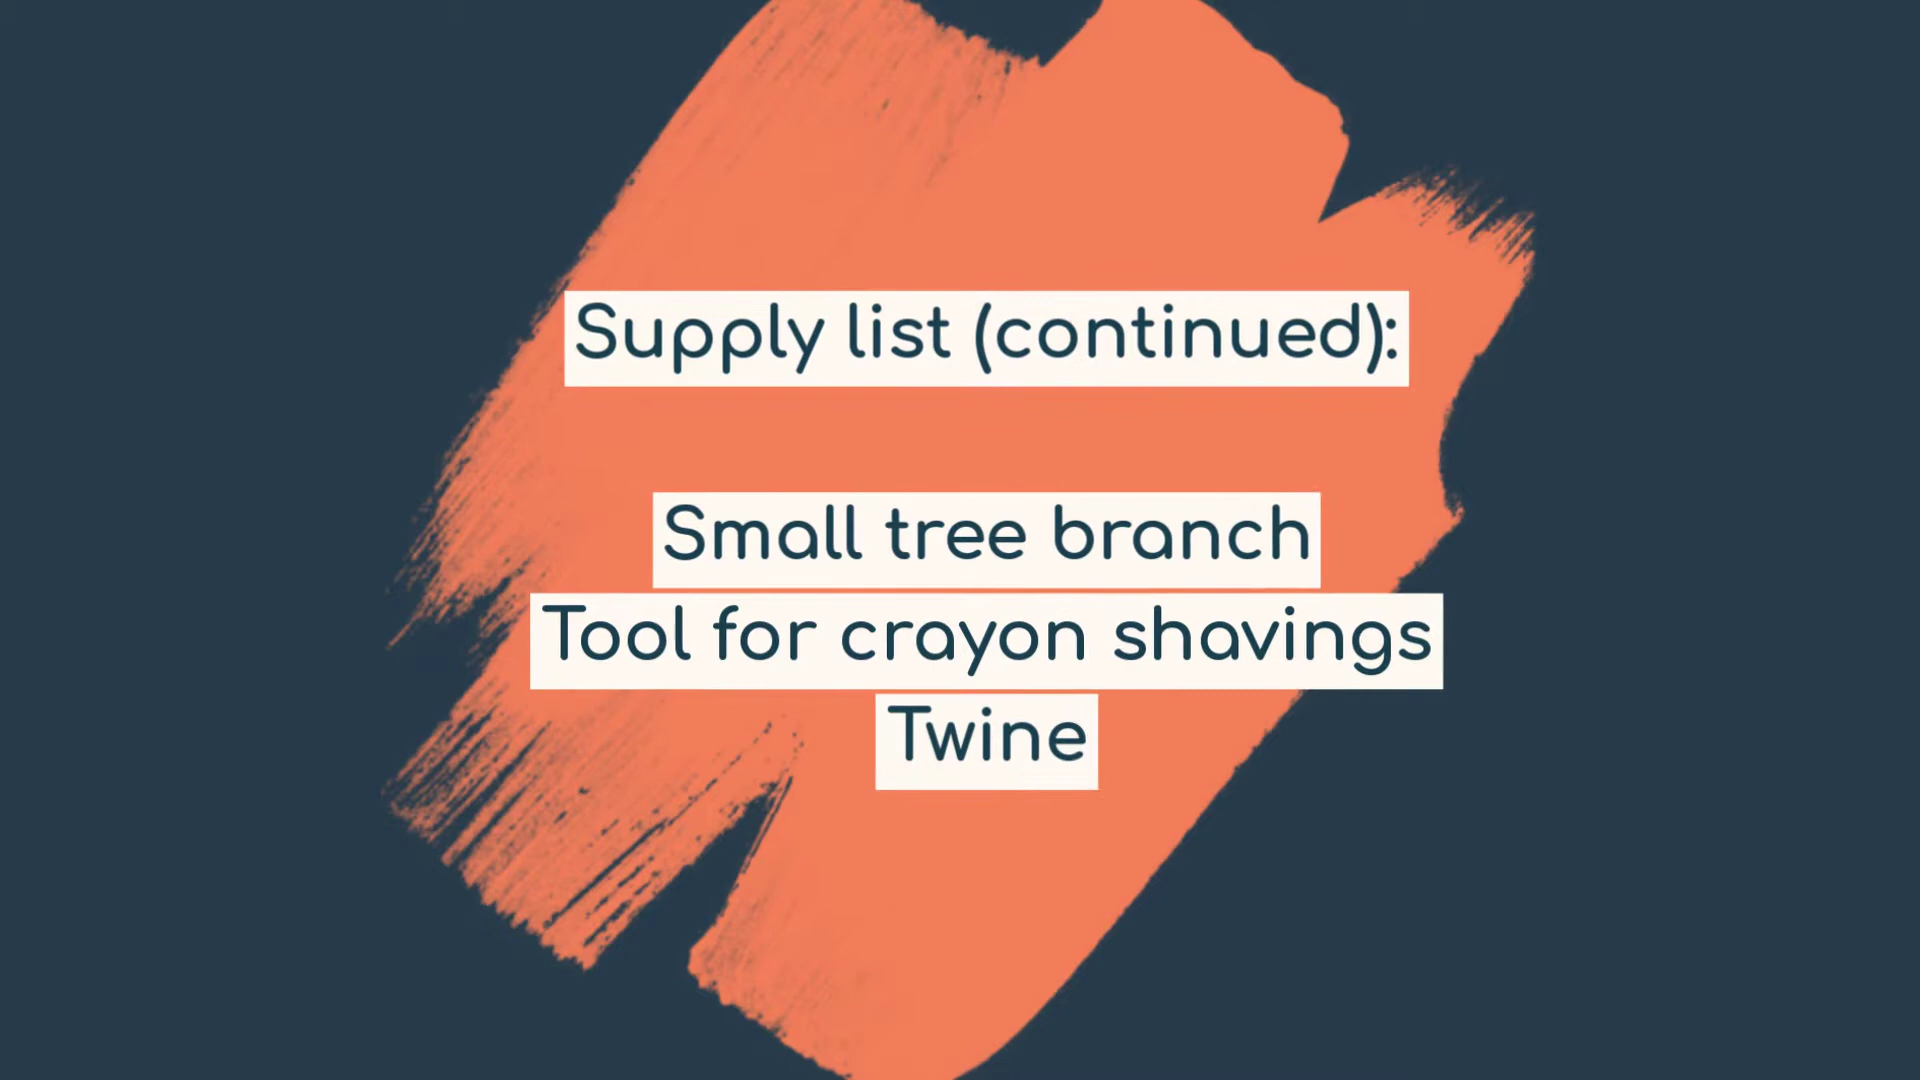 Supply list (continued):
Small tree branch
Tool for crayon shavings
Twine